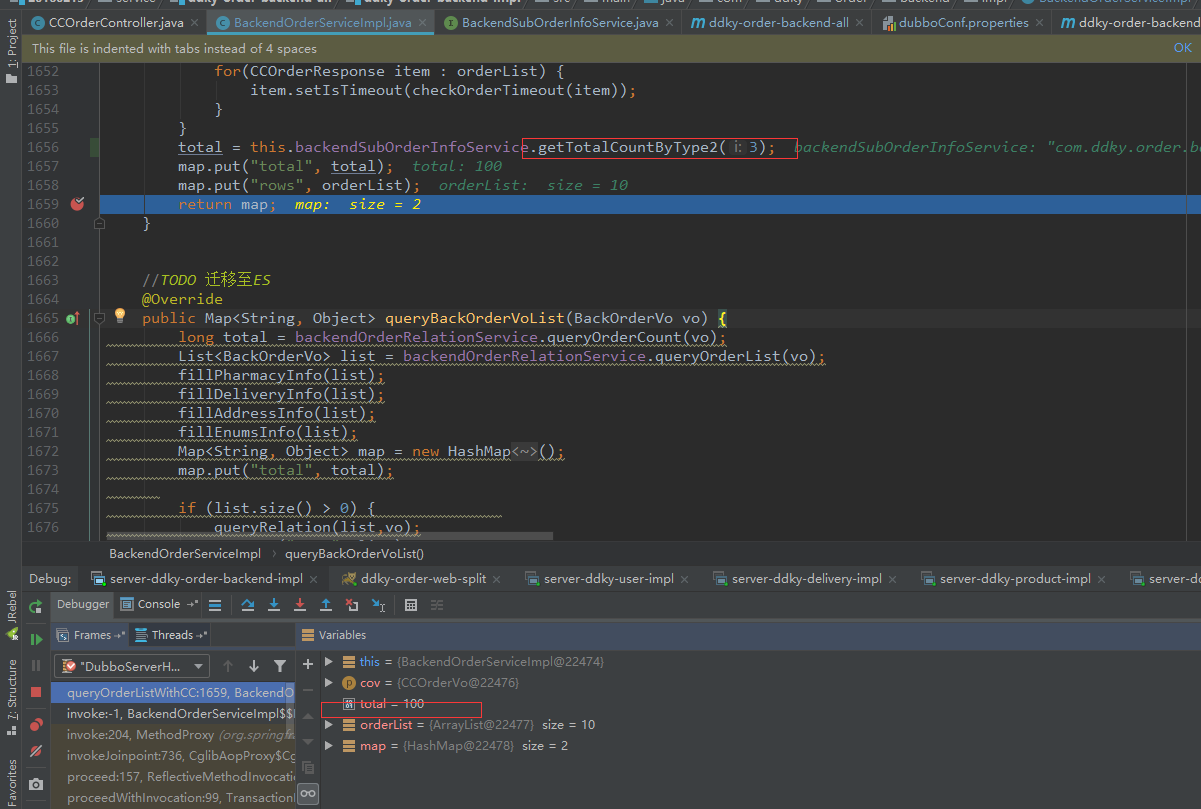 CCOrderController.java
BackendOrderServiceImpl.java
BackendSubOrderInfoService.java
ddky-order-backend-all
dubboConf.properties
ddky-order-backend
This file is indented with tabs instead of 4 spaces
OK
1: Project
1652 for(CCOrderResponse item : orderList) {
1653 item.setIsTimeout(checkOrderTimeout(item));
1654 }
1655 }
1656 total = this.backendSubOrderInfoService.getTotalCountByType2( i: 3); backendSubOrderInfoService: "com.ddky.order.b
1657 map.put("total", total); total: 100
1658 map.put("rows", orderList); orderList: size = 10
1659 return map; map: size = 2
1660 }
1661
1662
1663 //TODO 迁移至ES
1664 @Override
1665 public Map<String, Object> queryBackOrderVoList(BackOrderVo vo) {
1666 long total = backendOrderRelationService.queryOrderCount(vo);
1667 List<BackOrderVo> list = backendOrderRelationService.queryOrderList(vo);
1668 fillPharmacyInfo(list);
1669 fillDeliveryInfo(list);
1670 fillAddressInfo(list);
1671 fillEnumsInfo(list);
1672 Map<String, Object> map = new HashMap<~>();
1673 map.put("total", total);
1674
1675 if (list.size() > 0) {
1676 queryRelation(list,vo);
BackendOrderServiceImpl › queryBackOrderVoList()
Debug: server-ddky-order-backend-impl ddky-order-web-split server-ddky-user-impl server-ddky-delivery-impl server-ddky-product-impl
JRebel
7: Structure
Favorites
Debugger Console
Frames Threads
Variables
"DubboServerH...
queryOrderListWithCC:1659, BackendO
invoke:-1, BackendOrderServiceImpl$$
invoke:204, MethodProxy (org.springf
invokeJoinpoint:736, CglibAopProxy$Cg
proceed:157, ReflectiveMethodInvocati
proceedWithInvocation:99, Transaction
this = {BackendOrderServiceImpl@22474}
cov = {CCOrderVo@22476}
total = 100
orderList = {ArrayList@22477} size = 10
map = {HashMap@22478} size = 2